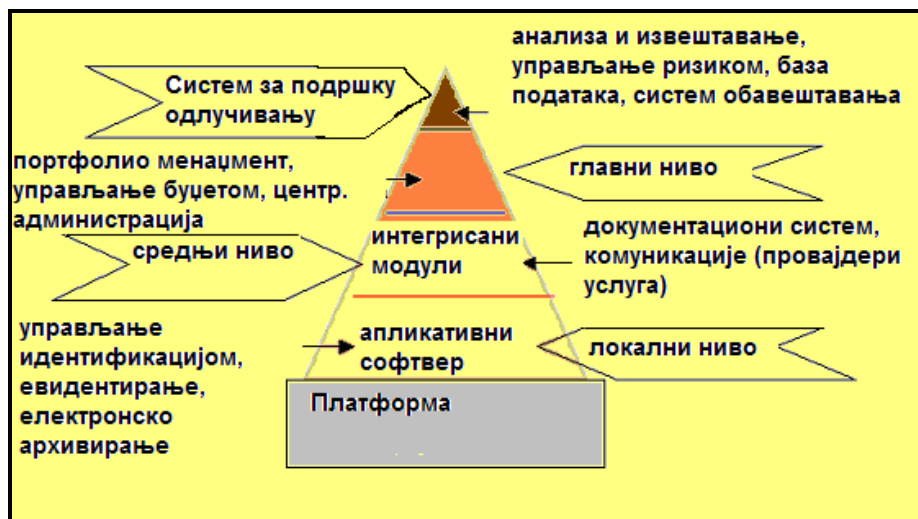 анализа и извештавање,
управљање ризиком, база
података, систем обавештавања
Систем за подршку
одлучивању
портфолио менаџмент,
управљање буџетом, центр.
администрација
главни ниво
средњи ниво
интегрисани
модули
документациони систем,
комуникације (провајдери
услуга)
управљање
идентификацијом,
евидентирање,
електронско
архивирање
апликативни
софтвер
локални ниво
Платформа